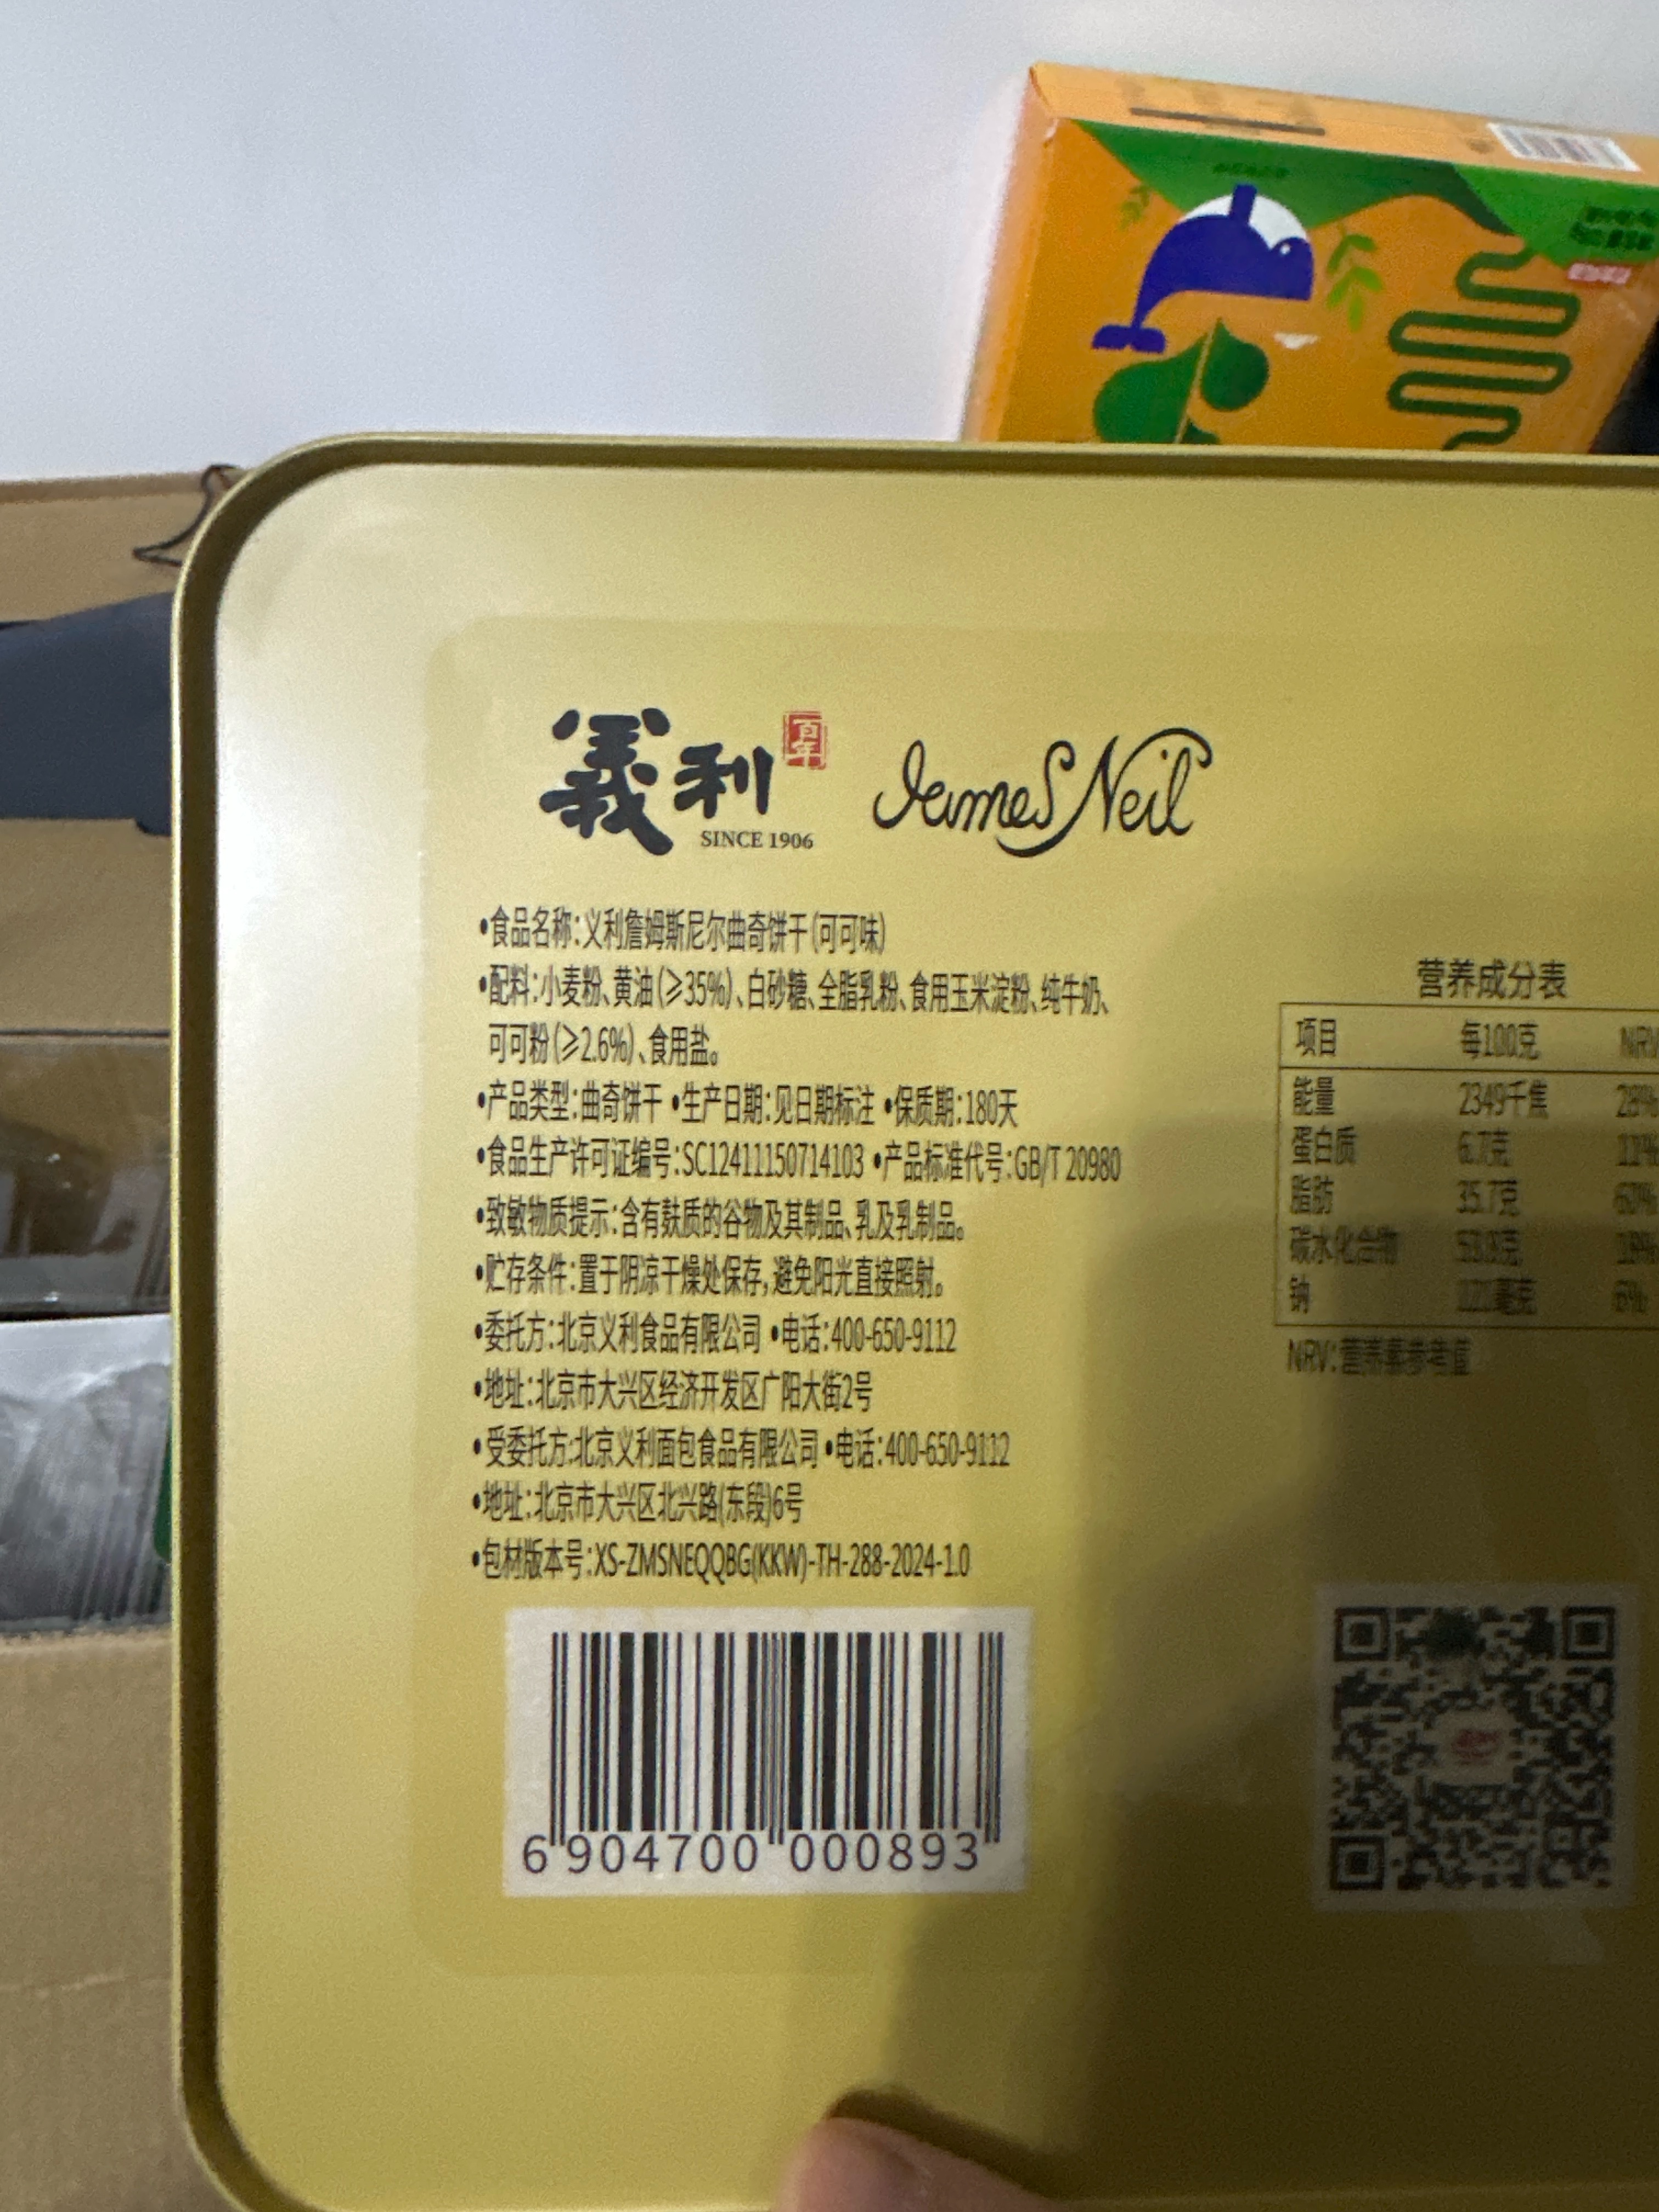 義利
百年
SINCE 1906
James Neil
•食品名称:义利詹姆斯尼尔曲奇饼干(可可味)
•配料:小麦粉、黄油(≥35%)、白砂糖、全脂乳粉、食用玉米淀粉、纯牛奶、
可可粉(≥2.6%)、食用盐。
•产品类型:曲奇饼干 •生产日期:见日期标注 •保质期:180天
•食品生产许可证编号:SC12411150714103 •产品标准代号:GB/T 20980
•致敏物质提示:含有麸质的谷物及其制品、乳及乳制品。
•贮存条件:置于阴凉干燥处保存,避免阳光直接照射。
•委托方:北京义利食品有限公司 •电话:400-650-9112
•地址:北京市大兴区经济开发区广阳大街2号
•受委托方:北京义利面包食品有限公司 •电话:400-650-9112
•地址:北京市大兴区北兴路(东段)6号
•包材版本号:XS-ZMSNEQQBG(KKW)-TH-288-2024-1.0
6 904700 000893
营养成分表
项目 每100克
能量 2349千焦 28%
蛋白质 6.7克 11%
脂肪 35.7克 60%
碳水化合物
钠 6%
NRV:营养素参考值